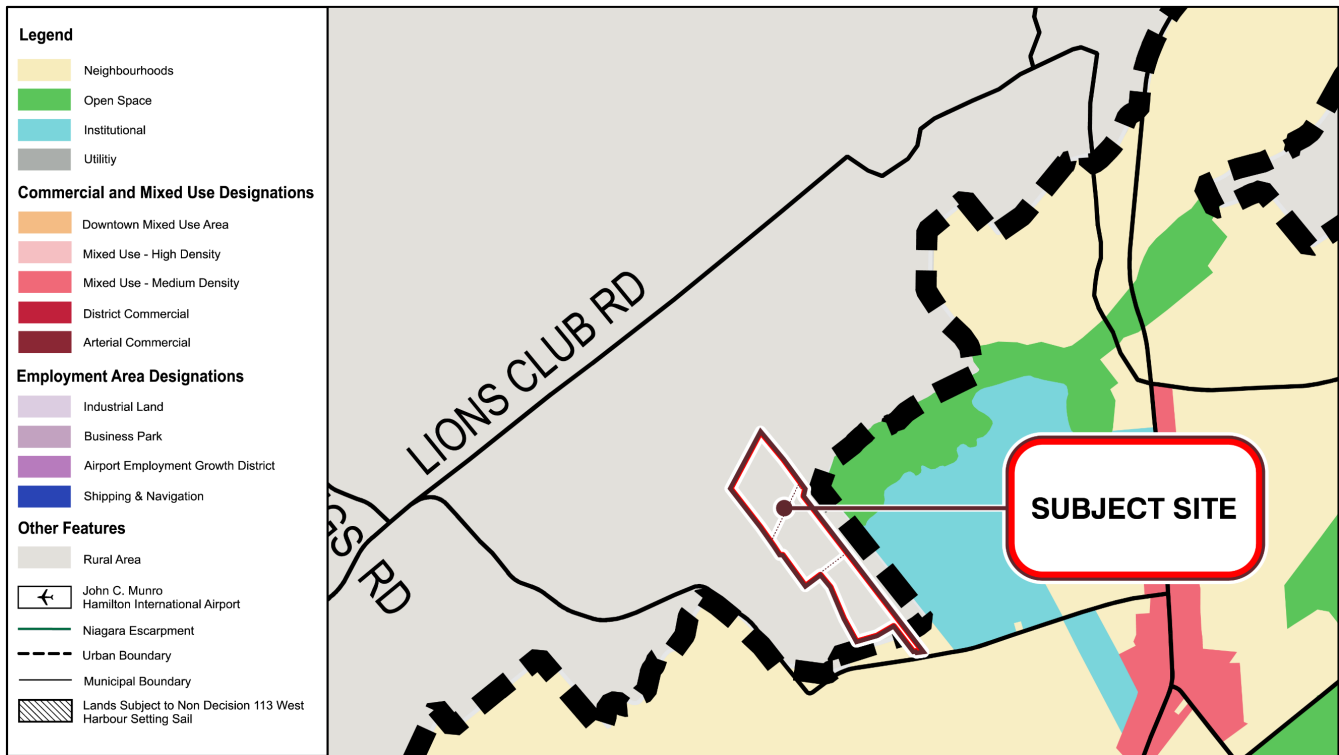 Legend
Neighbourhoods
Open Space
Institutional
Utilitiy
Commercial and Mixed Use Designations
Downtown Mixed Use Area
Mixed Use - High Density
Mixed Use - Medium Density
District Commercial
Arterial Commercial
Employment Area Designations
Industrial Land
Business Park
Airport Employment Growth District
Shipping & Navigation
Other Features
Rural Area
John C. Munro
Hamilton International Airport
Niagara Escarpment
Urban Boundary
Municipal Boundary
Lands Subject to Non Decision 113 West
Harbour Setting Sail
LIONS CLUB RD
GS RD
SUBJECT SITE